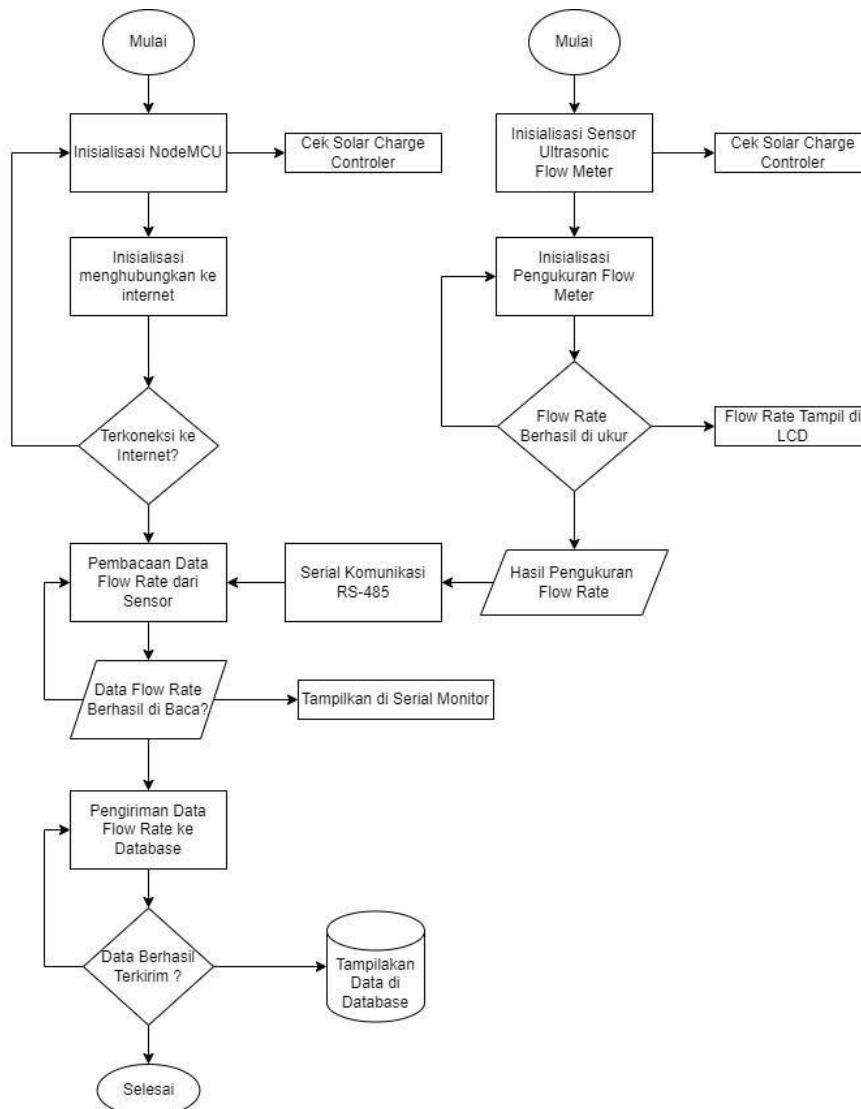 Mulai
Inisialisasi NodeMCU
Cek Solar Charge
Controler
Inisialisasi
menghubungkan ke
internet
Terkoneksi ke
Internet?
Pembacaan Data
Flow Rate dari
Sensor
Data Flow Rate
Berhasil di Baca?
Tampilkan di Serial Monitor
Pengiriman Data
Flow Rate ke
Database
Data Berhasil
Terkirim ?
Tampilakan
Data di
Database
Selesai
Mulai
Inisialisasi Sensor
Ultrasonic
Flow Meter
Cek Solar Charge
Controler
Inisialisasi
Pengukuran Flow
Meter
Flow Rate
Berhasil di ukur
Flow Rate Tampil di
LCD
Hasil Pengukuran
Flow Rate
Serial Komunikasi
RS-485